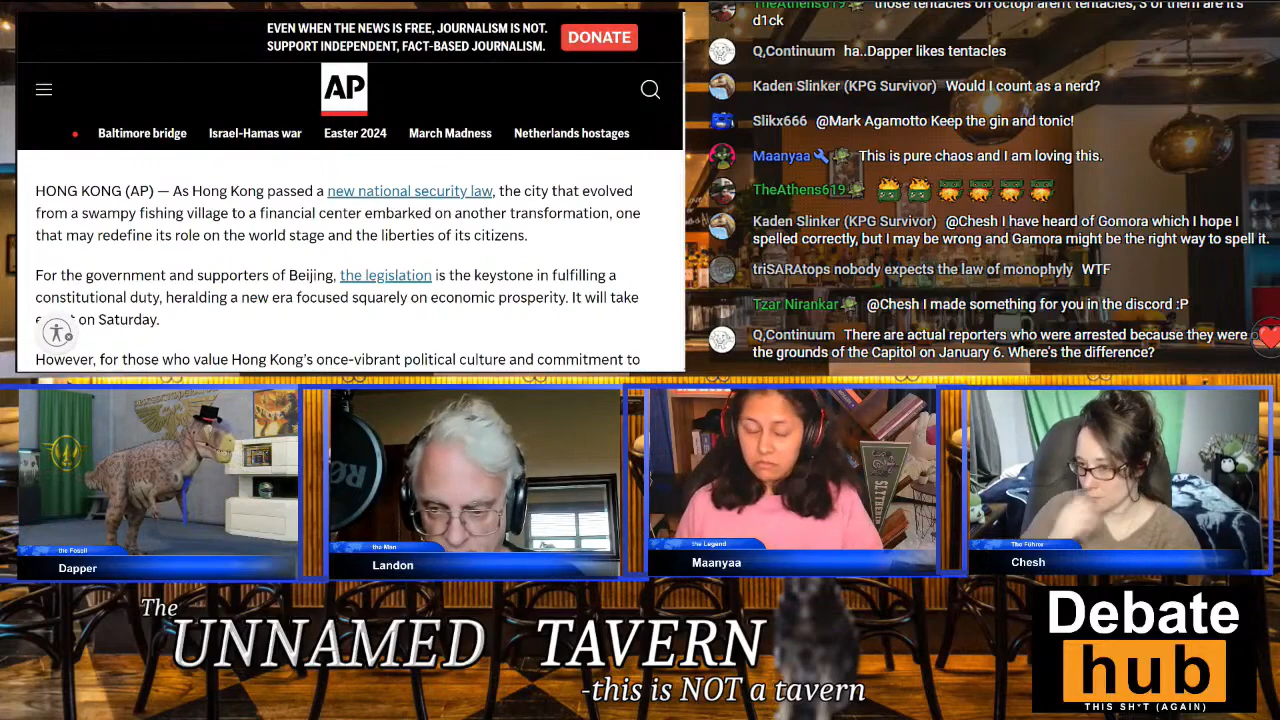 EVEN WHEN THE NEWS IS FREE, JOURNALISM IS NOT.
SUPPORT INDEPENDENT, FACT-BASED JOURNALISM.
DONATE
AP
Baltimore bridge
Israel-Hamas war
Easter 2024
March Madness
Netherlands hostages
HONG KONG (AP) — As Hong Kong passed a new national security law, the city that evolved
from a swampy fishing village to a financial center embarked on another transformation, one
that may redefine its role on the world stage and the liberties of its citizens.
For the government and supporters of Beijing, the legislation is the keystone in fulfilling a
constitutional duty, heralding a new era focused squarely on economic prosperity. It will take
on Saturday.
However, for those who value Hong Kong's once-vibrant political culture and commitment to
TheAthens619 those tentacles on octopi arent tentacles, 3 of them are it's
d1ck
Q,Continuum ha..Dapper likes tentacles
Kaden Slinker (KPG Survivor) Would I count as a nerd?
Slikx666 @Mark Agamotto Keep the gin and tonic!
Maanyaa This is pure chaos and I am loving this.
TheAthens619
Kaden Slinker (KPG Survivor) @Chesh I have heard of Gomora which I hope I
spelled correctly, but I may be wrong and Gamora might be the right way to spell it.
triSARAtops nobody expects the law of monophyly WTF
Tzar Nirankar @Chesh I made something for you in the discord :P
Q,Continuum There are actual reporters who were arrested because they were o
the grounds of the Capitol on January 6. Where's the difference?
the Fossil
Dapper
the Man
Landon
the Legend
Maanyaa
SLYTHERIN
The Führer
Chesh
The
UNNAMED TAVERN
-this is NOT a tavern
Debate
hub
THIS SH*T (AGAIN)